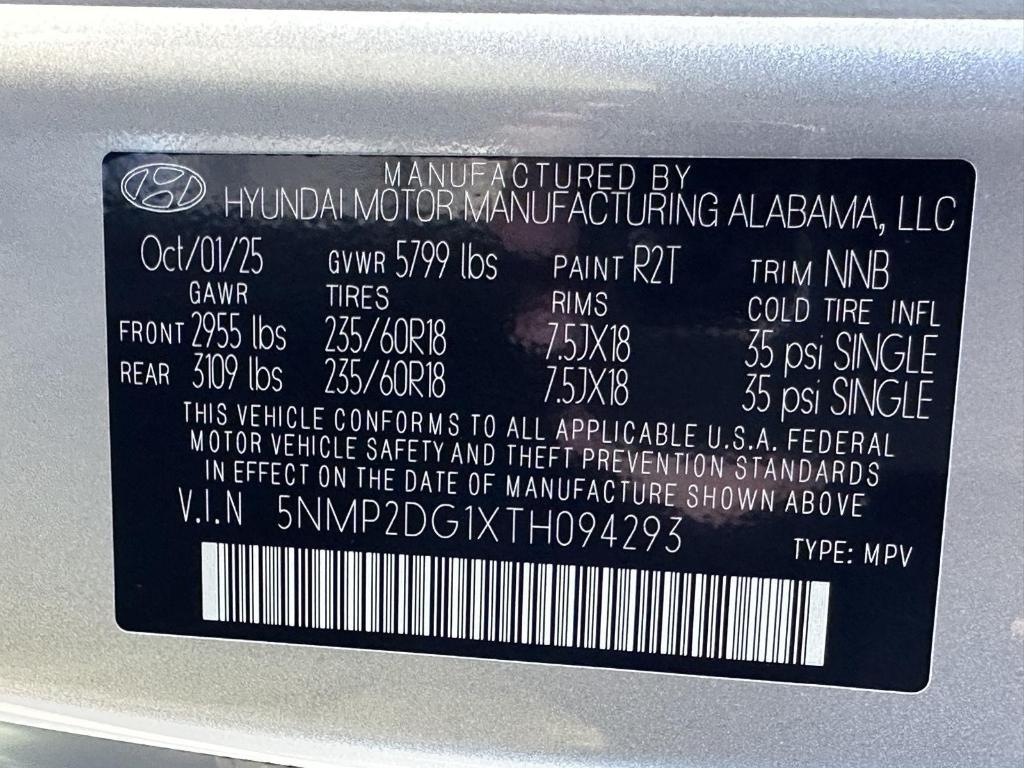 MANUFACTURED BY
HYUNDAI MOTOR MANUFACTURING ALABAMA, LLC
Oct/01/25 GVWR 5799 lbs PAINT R2T TRIM NNB
GAWR TIRES RIMS COLD TIRE INFL
FRONT 2955 lbs 235/60R18 7.5JX18 35 psi SINGLE
REAR 3109 lbs 235/60R18 7.5JX18 35 psi SINGLE
THIS VEHICLE CONFORMS TO ALL APPLICABLE U.S.A. FEDERAL
MOTOR VEHICLE SAFETY AND THEFT PREVENTION STANDARDS
IN EFFECT ON THE DATE OF MANUFACTURE SHOWN ABOVE
V.I.N 5NMP2DG1XTH094293 TYPE: MPV